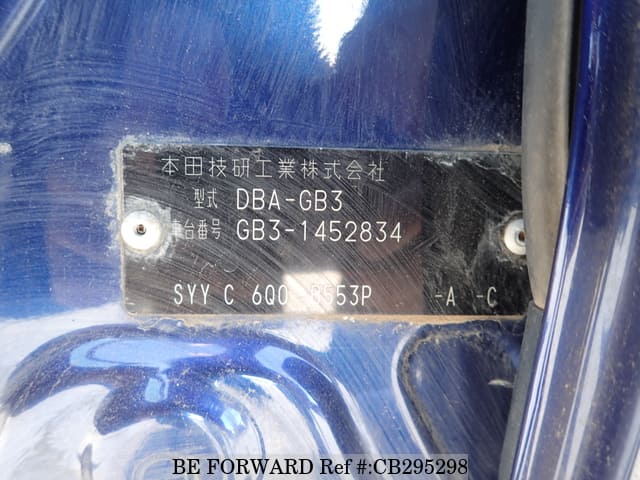 本田技研工業株式会社
型式 DBA-GB3
車台番号 GB3-1452834
SYY C 6Q0 -B553P -A -C
BE FORWARD Ref #:CB295298